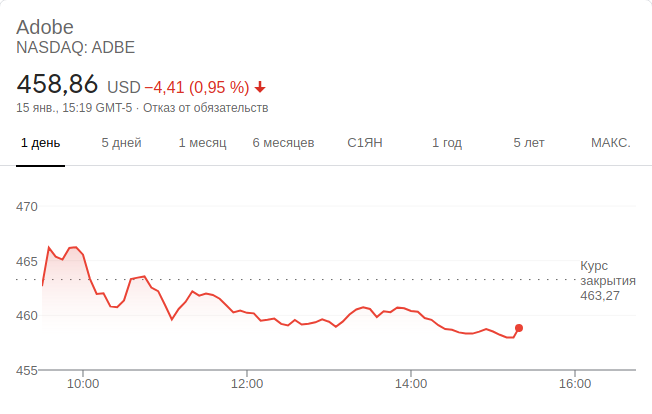 Adobe
NASDAQ: ADBE
458,86 USD −4,41 (0,95 %)
15 янв., 15:19 GMT-5 · Отказ от обязательств
1 день 5 дней 1 месяц 6 месяцев С1ЯН 1 год 5 лет МАКС.
470
465
460
455
Курс
закрытия
463,27
10:00 12:00 14:00 16:00